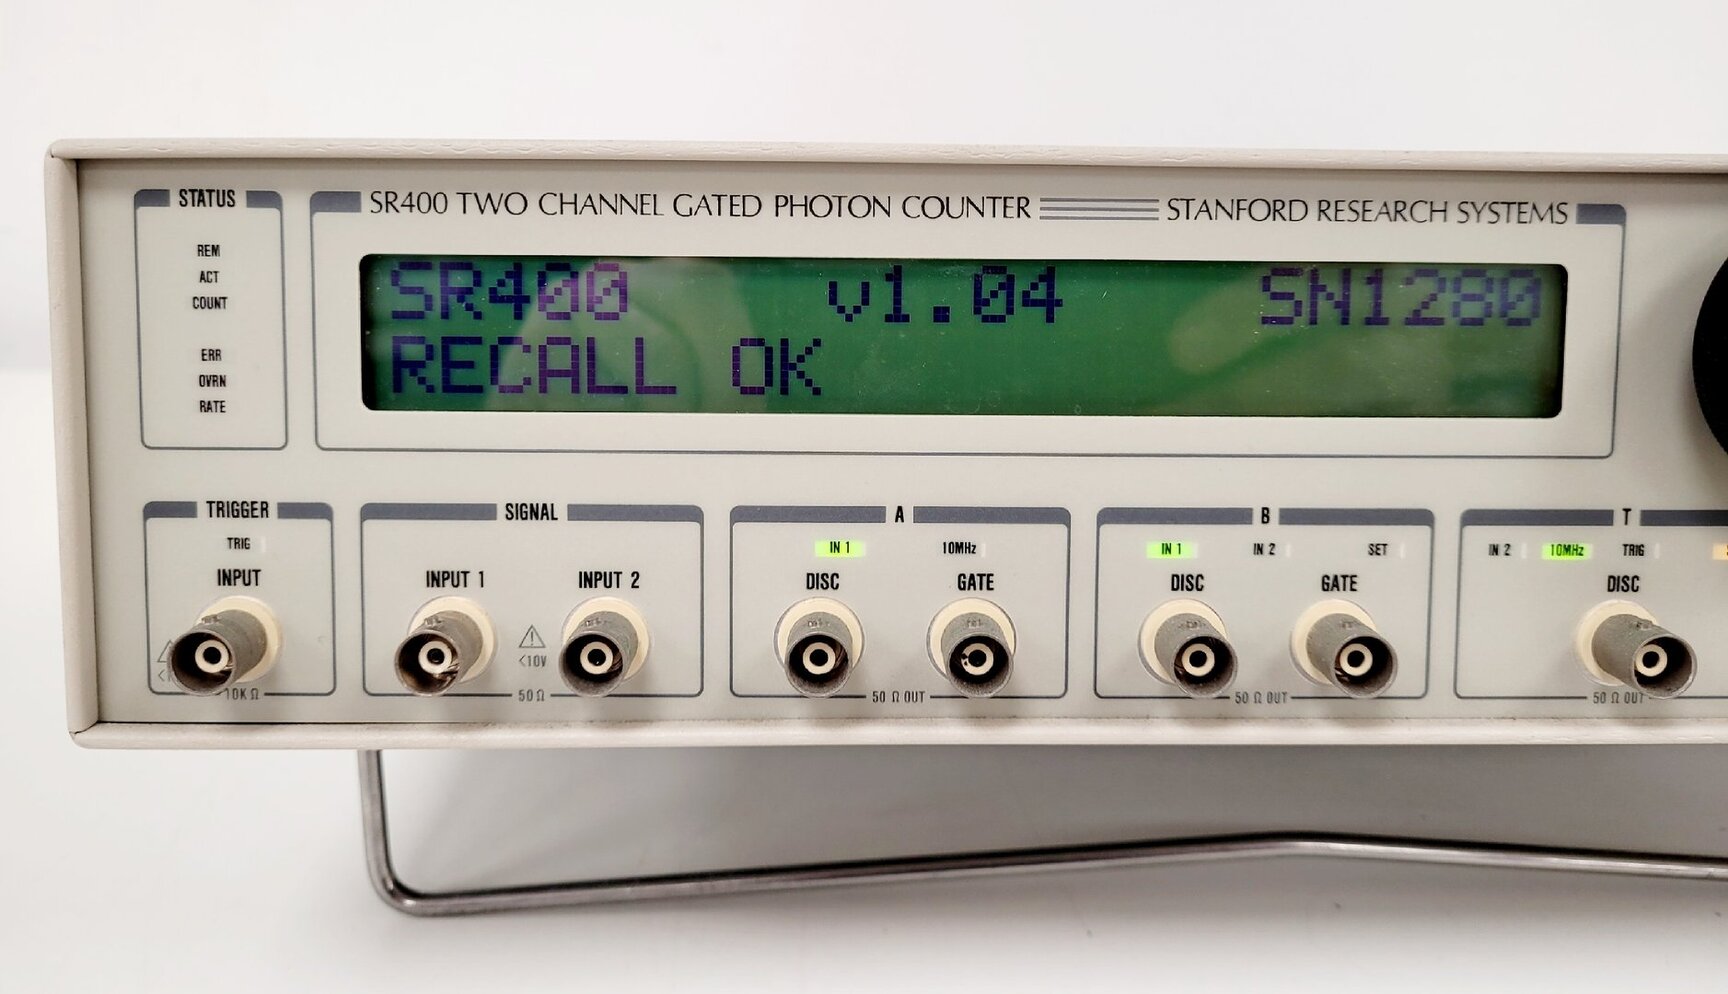 STATUS
REM
ACT
COUNT
ERR
OVRN
RATE
SR400 TWO CHANNEL GATED PHOTON COUNTER STANFORD RESEARCH SYSTEMS
SR400 v1.04 SN1280
RECALL OK
TRIGGER
TRIG
INPUT
10K Ω
SIGNAL
INPUT 1 INPUT 2
<10V
50 Ω
A
IN 1 10MHz
DISC GATE
50 Ω OUT
B
IN 1 IN 2 SET
DISC GATE
50 Ω OUT
T
IN 2 10MHz TRIG
DISC
50 Ω OUT